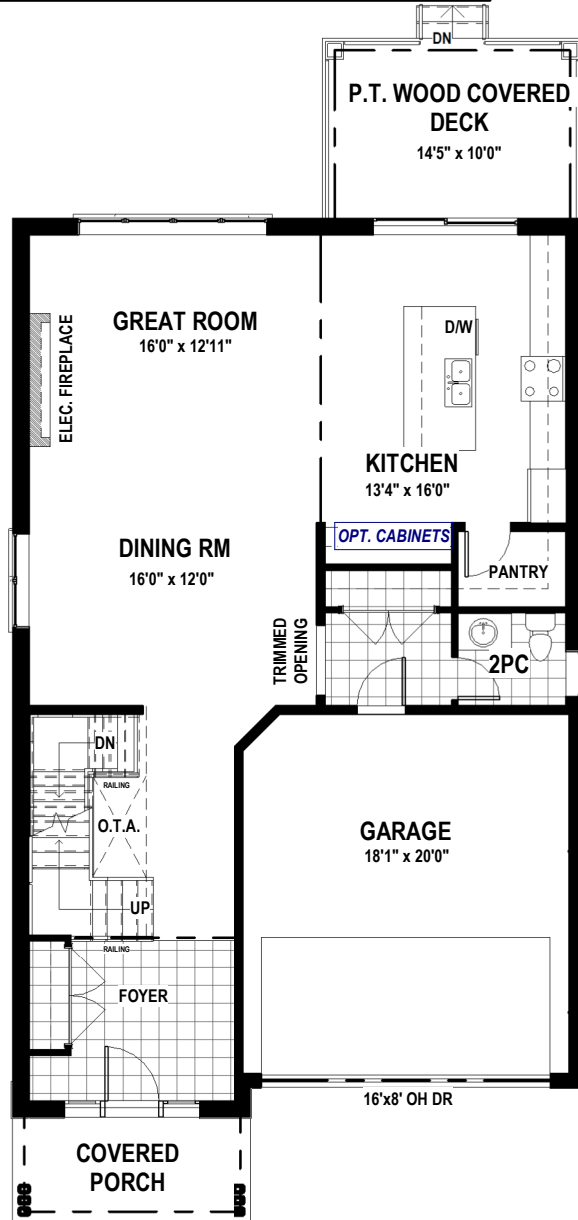 DN
P.T. WOOD COVERED
DECK
14'5" x 10'0"
GREAT ROOM
16'0" x 12'11"
ELEC. FIREPLACE
D/W
KITCHEN
13'4" x 16'0"
OPT. CABINETS
DINING RM
16'0" x 12'0"
PANTRY
TRIMMED
OPENING
2PC
DN
RAILING
O.T.A.
UP
RAILING
FOYER
GARAGE
18'1" x 20'0"
16'x8' OH DR
COVERED
PORCH